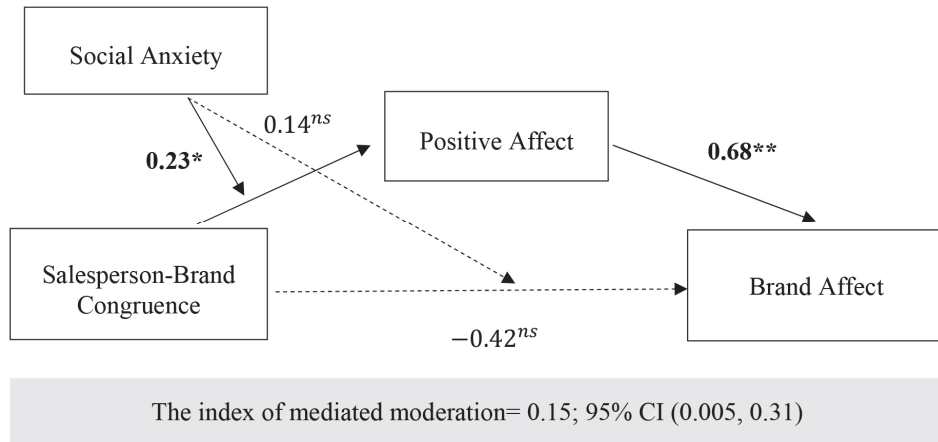 Social Anxiety
0.14ns
Positive Affect
0.23*
0.68**
Salesperson-Brand
Congruence
Brand Affect
−0.42ns
The index of mediated moderation= 0.15; 95% CI (0.005, 0.31)